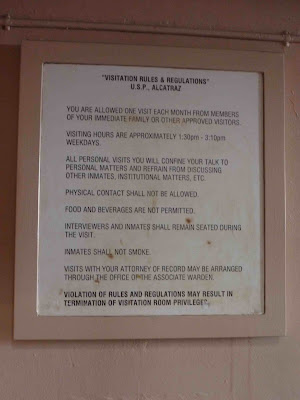 "VISITATION RULES & REGULATIONS"
U.S.P., ALCATRAZ
YOU ARE ALLOWED ONE VISIT EACH MONTH FROM MEMBERS
OF YOUR IMMEDIATE FAMILY OR OTHER APPROVED VISITORS.
VISITING HOURS ARE APPROXIMATELY 1:30pm - 3:10pm
WEEKDAYS.
ALL PERSONAL VISITS YOU WILL CONFINE YOUR TALK TO
PERSONAL MATTERS AND REFRAIN FROM DISCUSSING
OTHER INMATES, INSTITUTIONAL MATTERS, ETC.
PHYSICAL CONTACT SHALL NOT BE ALLOWED.
FOOD AND BEVERAGES ARE NOT PERMITTED.
INTERVIEWERS AND INMATES SHALL REMAIN SEATED DURING
THE VISIT.
INMATES SHALL NOT SMOKE.
VISITS WITH YOUR ATTORNEY OF RECORD MAY BE ARRANGED
THROUGH THE OFFICE OF THE ASSOCIATE WARDEN.
VIOLATION OF RULES AND REGULATIONS MAY RESULT IN
TERMINATION OF VISITATION ROOM PRIVILEGES.